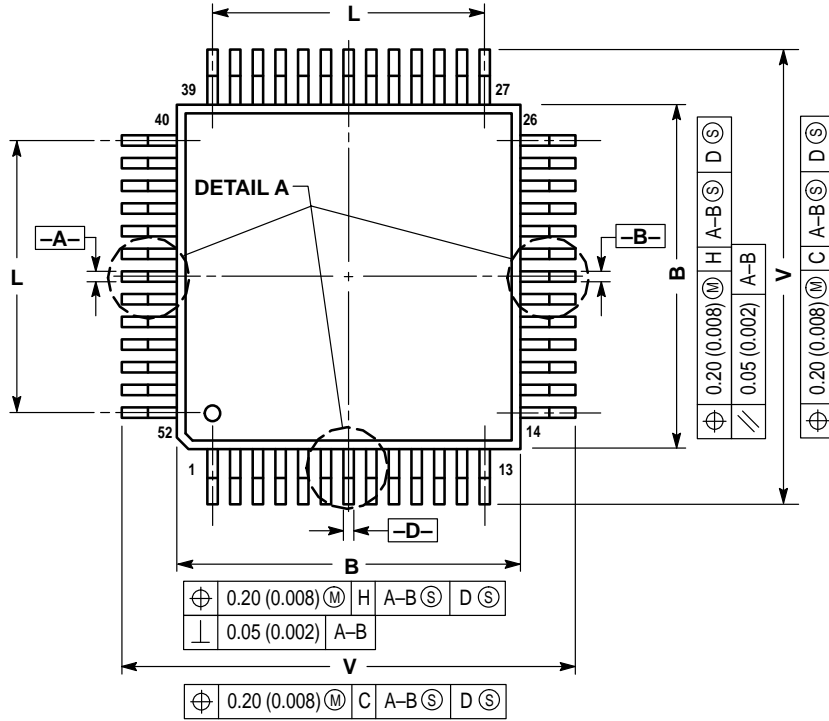 L
39
27
40
26
DETAIL A
–A–
–B–
L
B
V
⌖ 0.20 (0.008) Ⓜ H A–B Ⓢ D Ⓢ
⫽ 0.05 (0.002) A–B
⌖ 0.20 (0.008) Ⓜ C A–B Ⓢ D Ⓢ
52
14
1
13
–D–
B
⌖ 0.20 (0.008) Ⓜ H A–B Ⓢ D Ⓢ
⊥ 0.05 (0.002) A–B
V
⌖ 0.20 (0.008) Ⓜ C A–B Ⓢ D Ⓢ